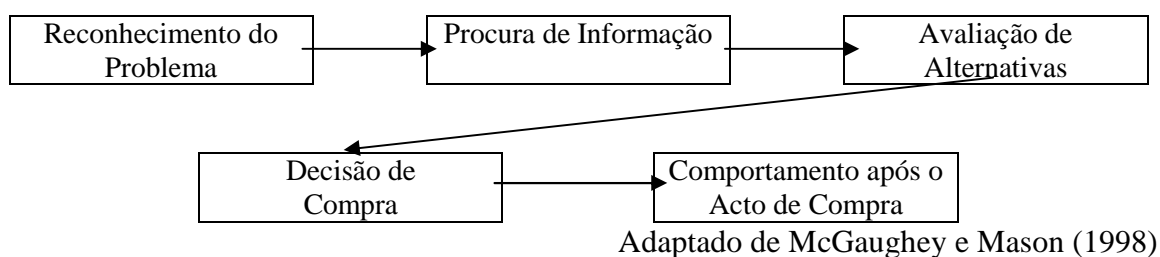 Reconhecimento do
Problema
Procura de Informação
Avaliação de
Alternativas
Decisão de
Compra
Comportamento após o
Acto de Compra
Adaptado de McGaughey e Mason (1998)